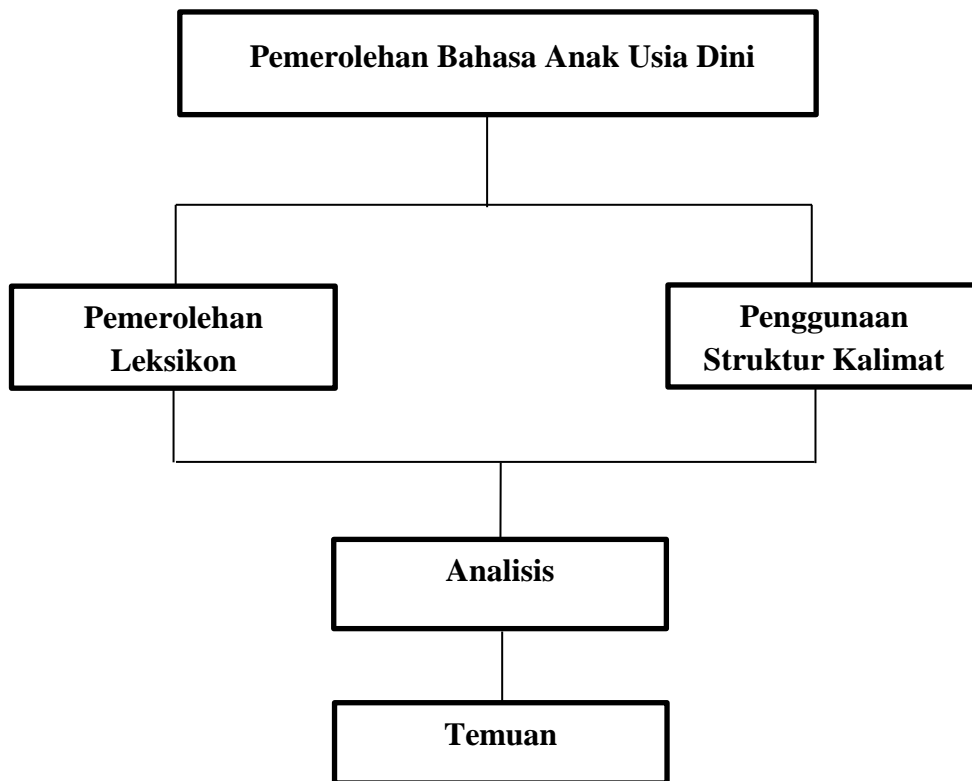 Pemerolehan Bahasa Anak Usia Dini
Pemerolehan
Leksikon
Penggunaan
Struktur Kalimat
Analisis
Temuan